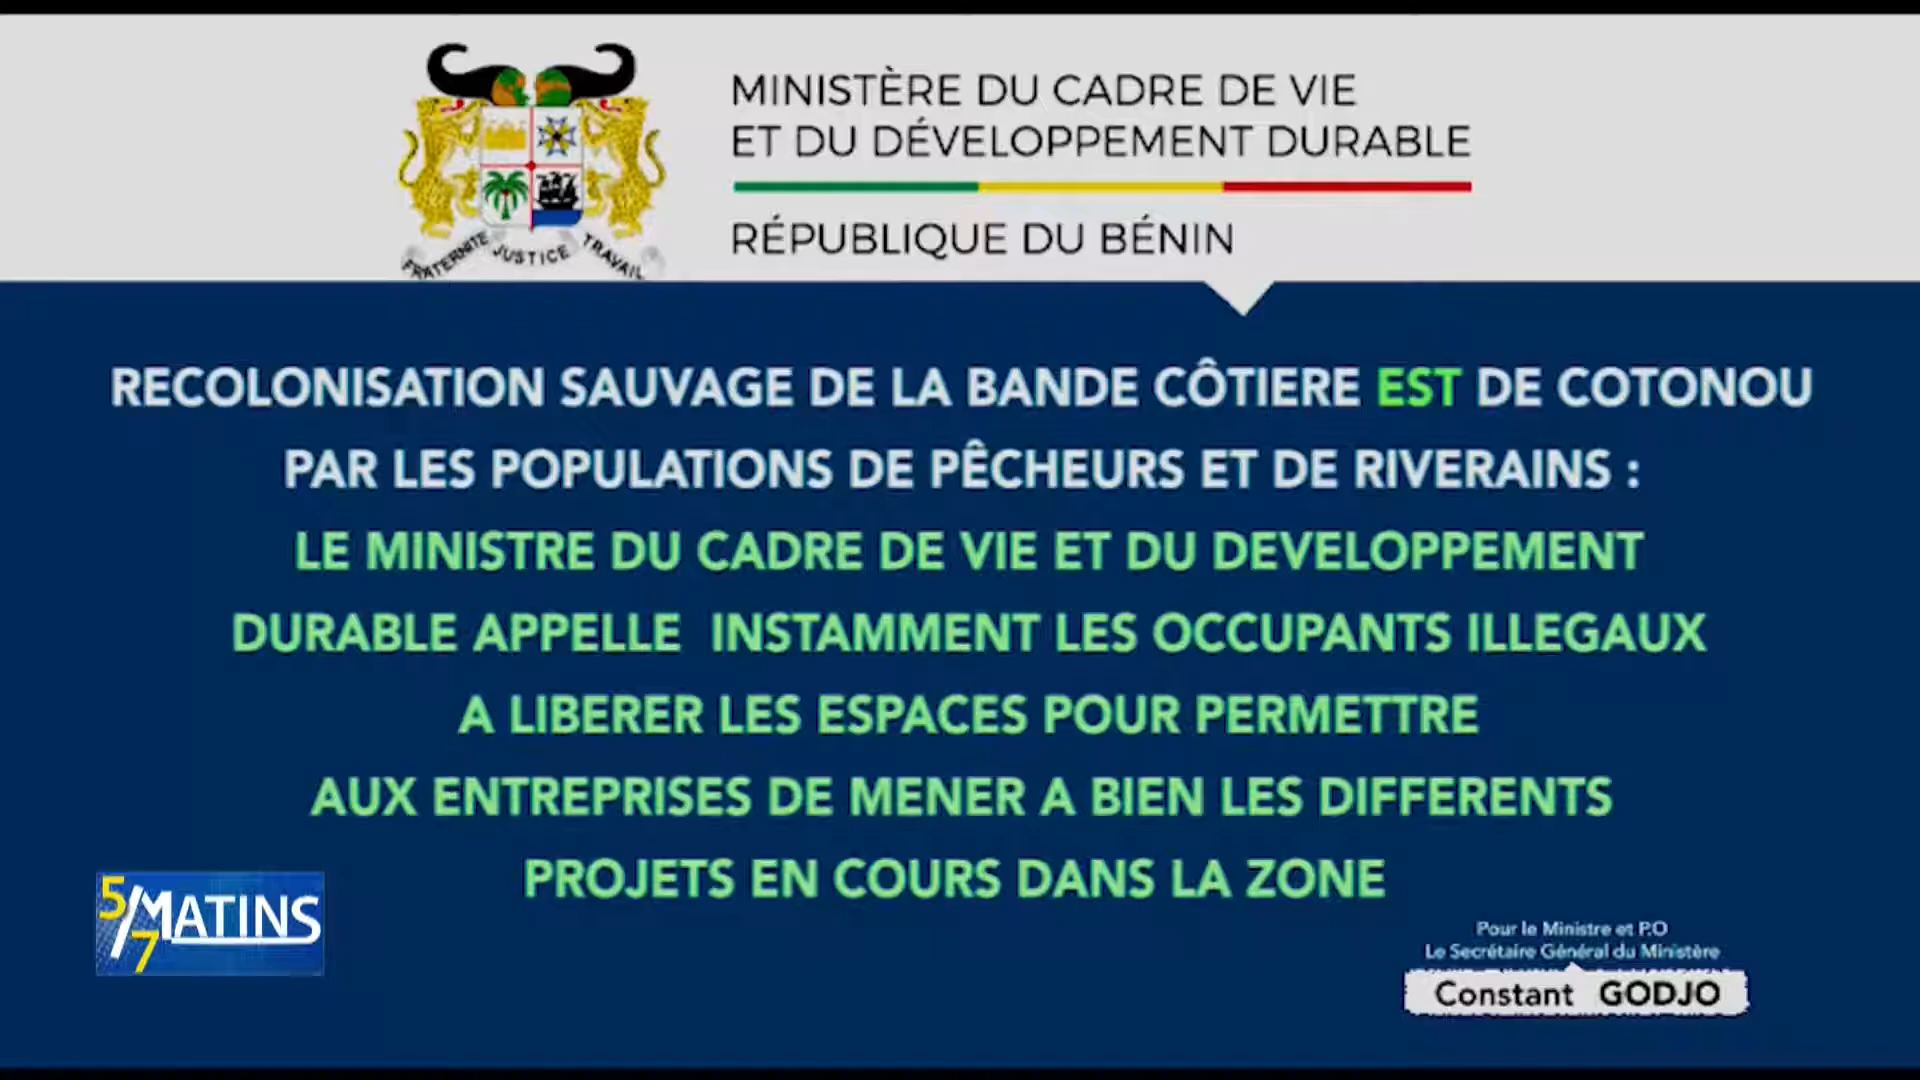 MINISTÈRE DU CADRE DE VIE
ET DU DÉVELOPPEMENT DURABLE
RÉPUBLIQUE DU BÉNIN
FRATERNITE JUSTICE TRAVAIL
RECOLONISATION SAUVAGE DE LA BANDE CÔTIERE EST DE COTONOU
PAR LES POPULATIONS DE PÊCHEURS ET DE RIVERAINS :
LE MINISTRE DU CADRE DE VIE ET DU DEVELOPPEMENT
DURABLE APPELLE INSTAMMENT LES OCCUPANTS ILLEGAUX
A LIBERER LES ESPACES POUR PERMETTRE
AUX ENTREPRISES DE MENER A BIEN LES DIFFERENTS
PROJETS EN COURS DANS LA ZONE
5/7 MATINS
Pour le Ministre et P.O
Le Secrétaire Général du Ministère
Constant GODJO